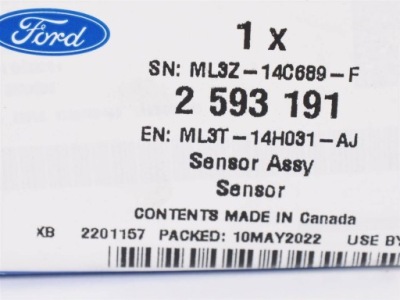 Ford
1 x
SN: ML3Z-14C689-F
2 593 191
EN: ML3T-14H031-AJ
Sensor Assy
Sensor
CONTENTS MADE IN Canada
XB 2201157 PACKED: 10MAY2022 USE BY